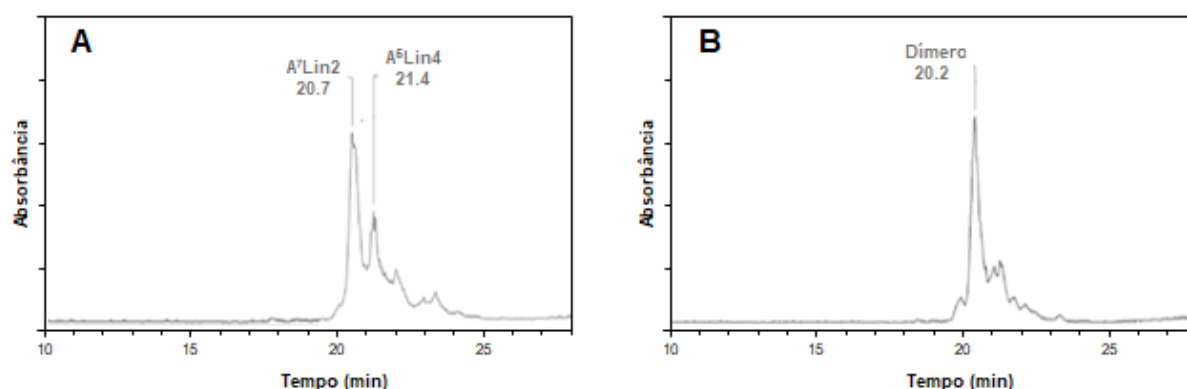 A
A⁷Lin2
20.7
A⁶Lin4
21.4
Absorbância
10
15
20
25
Tempo (min)
B
Dímero
20.2
Absorbância
10
15
20
25
Tempo (min)